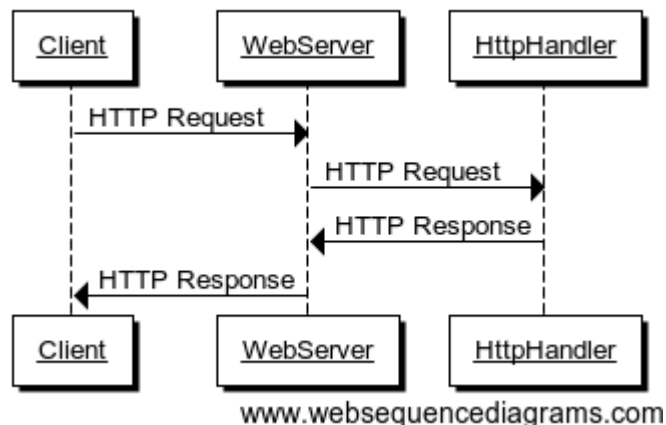 Client
WebServer
HttpHandler
HTTP Request
HTTP Request
HTTP Response
HTTP Response
Client
WebServer
HttpHandler
www.websequencediagrams.com